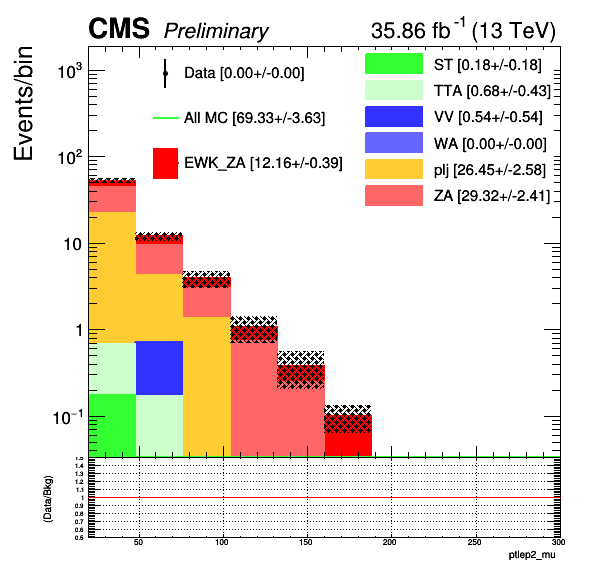 CMS Preliminary 35.86 fb⁻¹ (13 TeV)
Events/bin
10³
10²
10
1
10⁻¹
Data [0.00+/-0.00]
All MC [69.33+/-3.63]
EWK_ZA [12.16+/-0.39]
ST [0.18+/-0.18]
TTA [0.68+/-0.43]
VV [0.54+/-0.54]
WA [0.00+/-0.00]
plj [26.45+/-2.58]
ZA [29.32+/-2.41]
(Data/Bkg)
1.5
1.4
1.3
1.2
1.1
1
0.9
0.8
0.7
0.6
0.5
50 100 150 200 250 300
ptlep2_mu